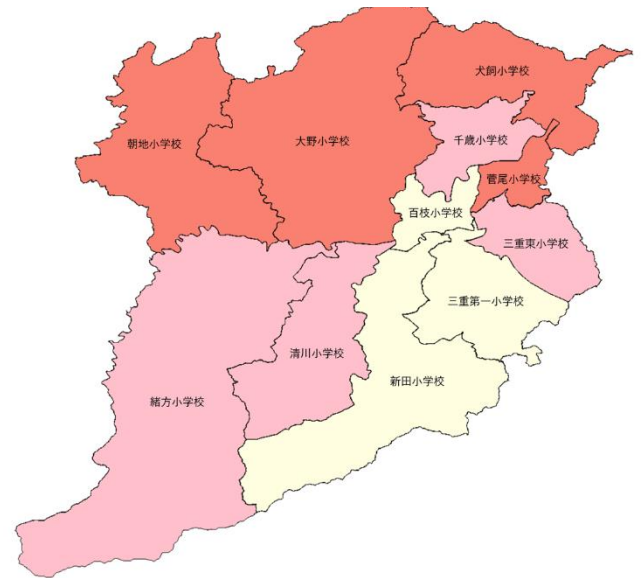 犬飼小学校
千歳小学校
朝地小学校
大野小学校
菅尾小学校
百枝小学校
三重東小学校
三重第一小学校
清川小学校
新田小学校
緒方小学校